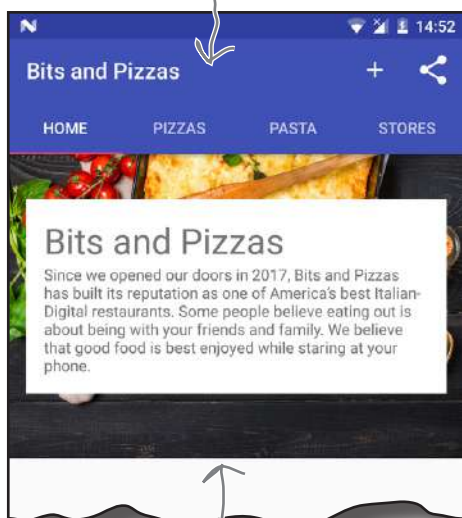 N 14:52
Bits and Pizzas +
HOME PIZZAS PASTA STORES
Bits and Pizzas
Since we opened our doors in 2017, Bits and Pizzas
has built its reputation as one of America's best Italian-
Digital restaurants. Some people believe eating out is
about being with your friends and family. We believe
that good food is best enjoyed while staring at your
phone.